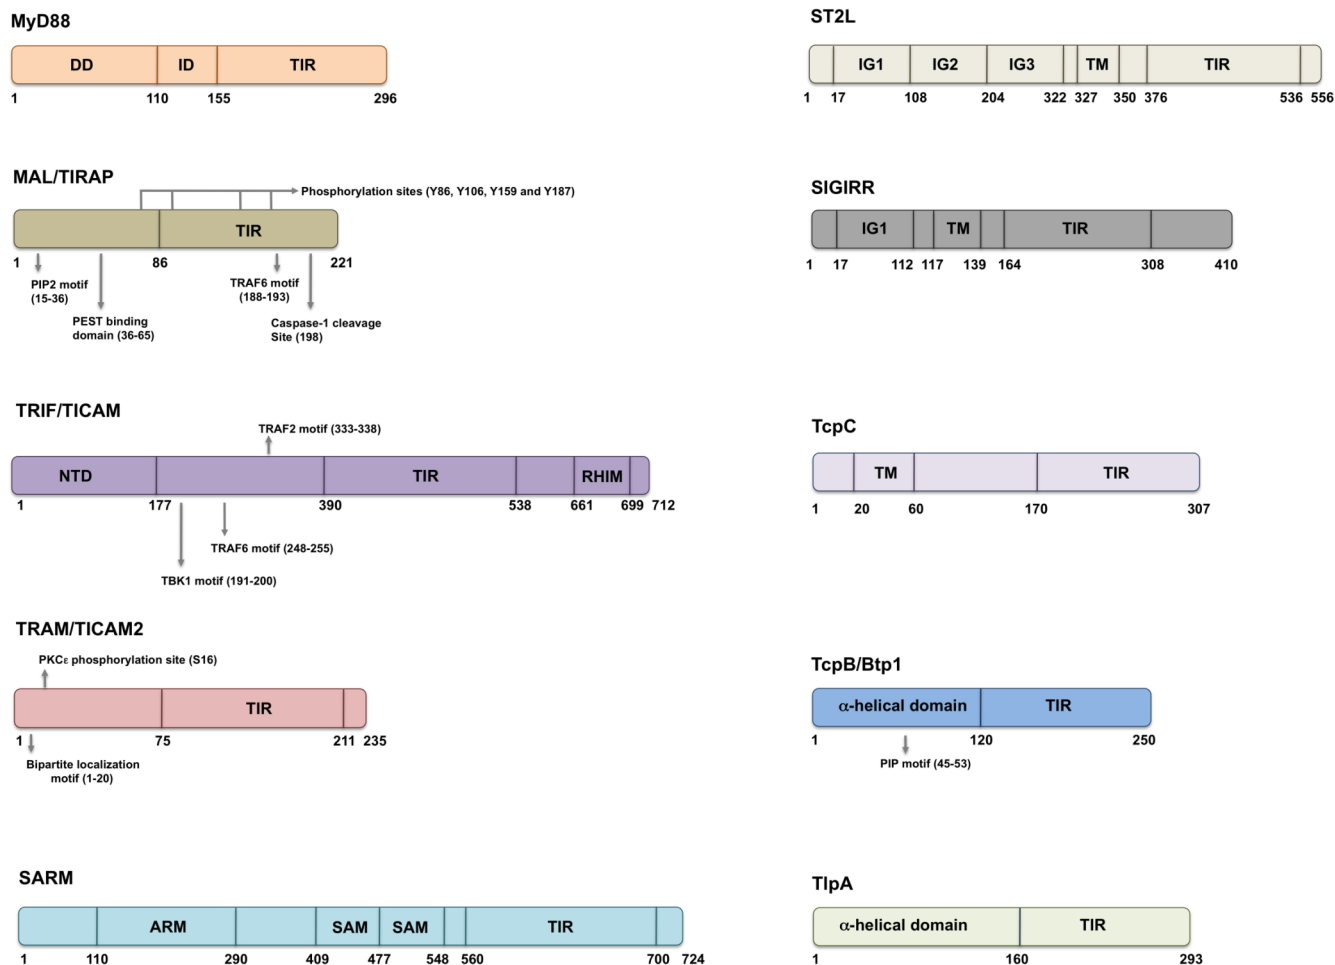 MyD88
DD ID TIR
1 110 155 296
MAL/TIRAP
Phosphorylation sites (Y86, Y106, Y159 and Y187)
TIR
1 86 221
PIP2 motif
(15-36)
TRAF6 motif
(188-193)
PEST binding
domain (36-65)
Caspase-1 cleavage
Site (198)
TRIF/TICAM
TRAF2 motif (333-338)
NTD TIR RHIM
1 177 390 538 661 699 712
TRAF6 motif (248-255)
TBK1 motif (191-200)
TRAM/TICAM2
PKCε phosphorylation site (S16)
TIR
1 75 211 235
Bipartite localization
motif (1-20)
SARM
ARM SAM SAM TIR
1 110 290 409 477 548 560 700 724
ST2L
IG1 IG2 IG3 TM TIR
1 17 108 204 322 327 350 376 536 556
SIGIRR
IG1 TM TIR
1 17 112 117 139 164 308 410
TcpC
TM TIR
1 20 60 170 307
TcpB/Btp1
α-helical domain TIR
1 120 250
PIP motif (45-53)
TlpA
α-helical domain TIR
1 160 293